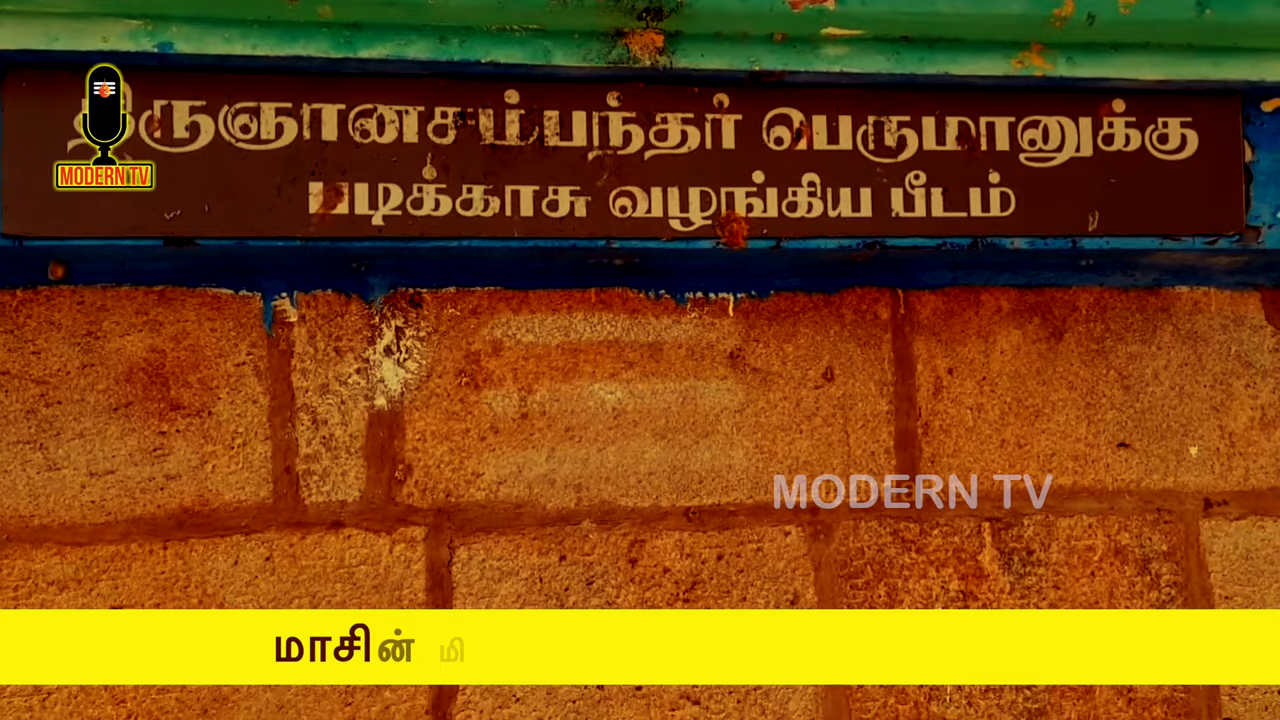 திருஞானசம்பந்தர் பெருமானுக்கு
படிக்காசு வழங்கிய பீடம்
MODERN TV
MODERN TV
மாசின் மி